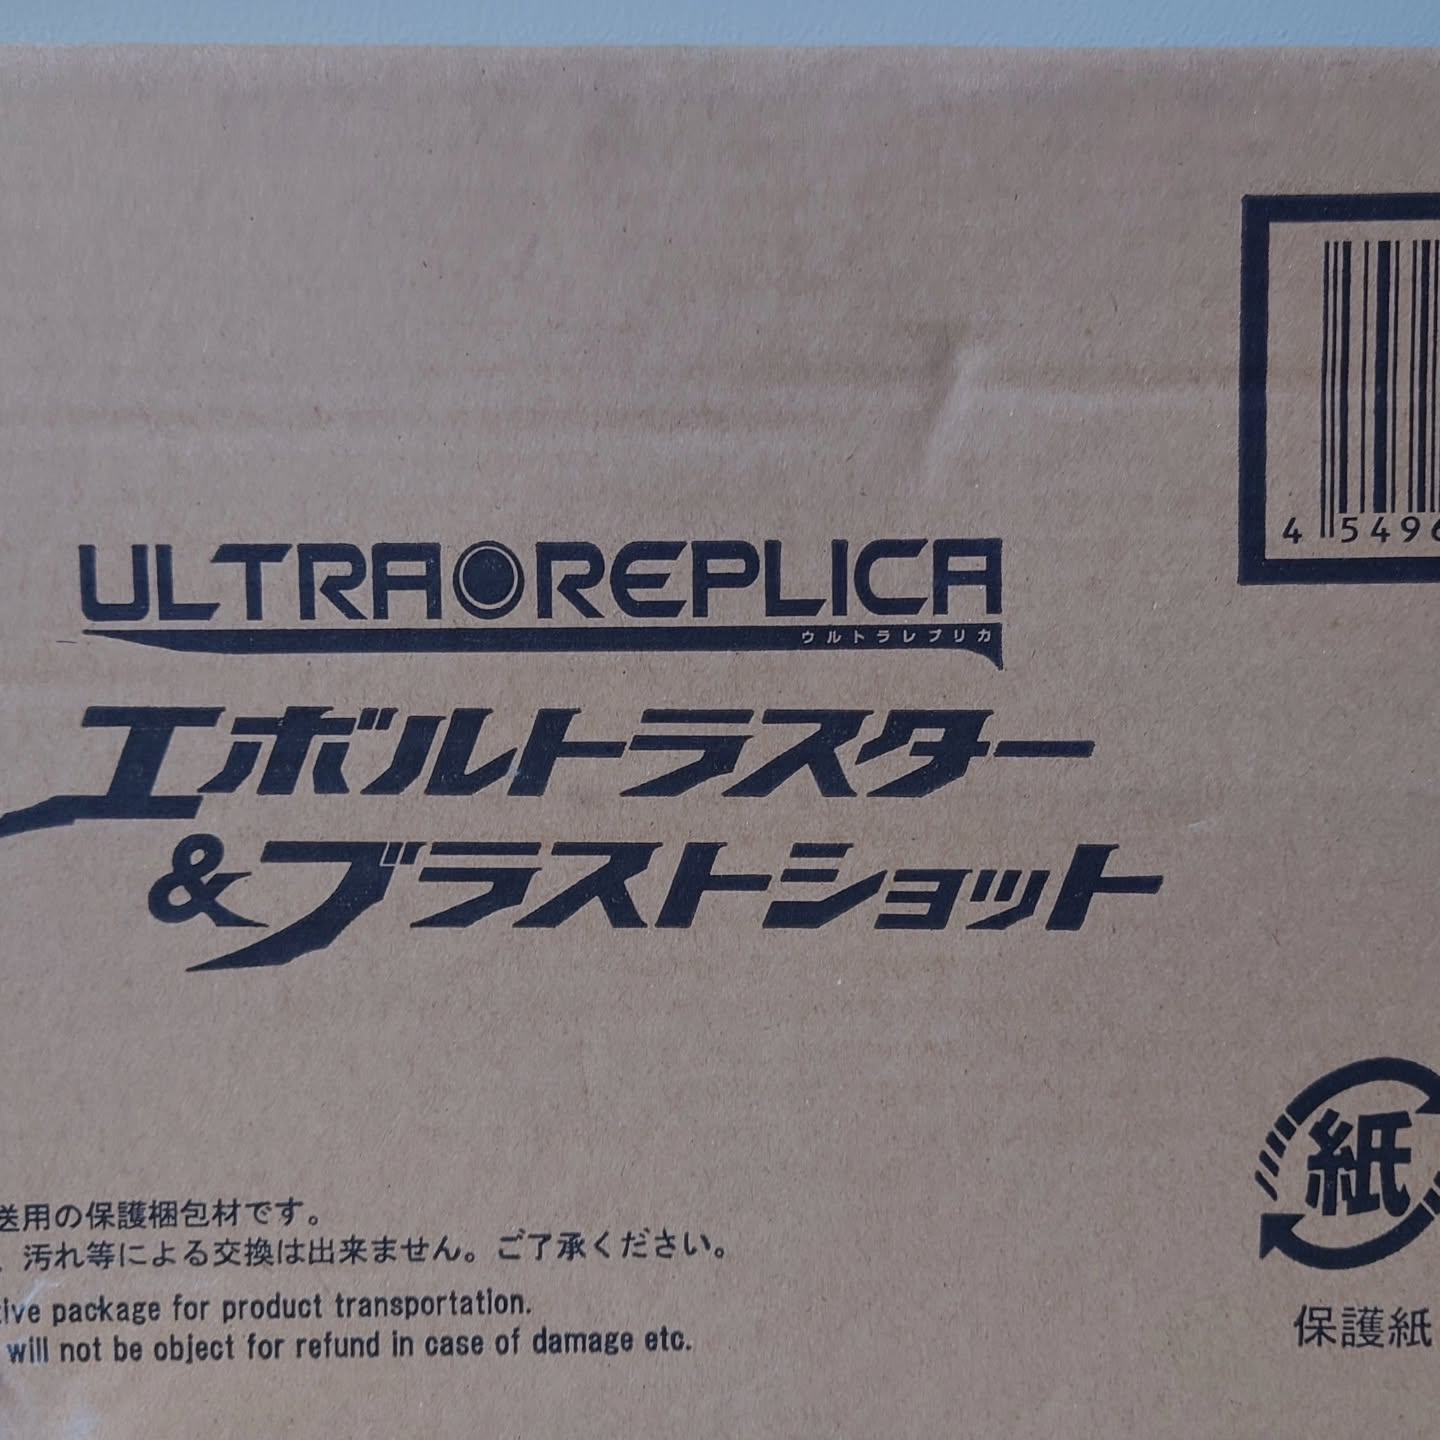 4 5496
ULTRA REPLICA
ウルトラレプリカ
エボルトラスター
&ブラストショット
紙
送用の保護梱包材です。
、汚れ等による交換は出来ません。ご了承ください。
tive package for product transportation.
will not be object for refund in case of damage etc.
保護紙